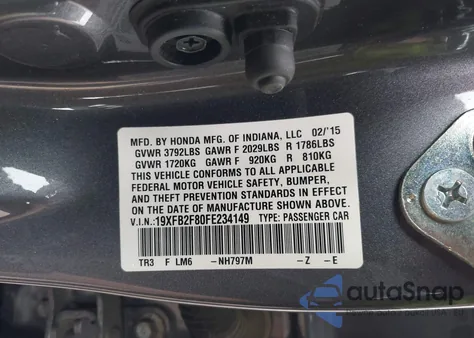 MFD. BY HONDA MFG. OF INDIANA, LLC 02/'15
GVWR 3792LBS GAWR F 2029LBS R 1786LBS
GVWR 1720KG GAWR F 920KG R 810KG
THIS VEHICLE CONFORMS TO ALL APPLICABLE
FEDERAL MOTOR VEHICLE SAFETY, BUMPER,
AND THEFT PREVENTION STANDARDS IN EFFECT
ON THE DATE OF MANUFACTURE SHOWN ABOVE.
V.I.N.:19XFB2F80FE234149 TYPE: PASSENGER CAR
TR3 F LM6 -NH797M -Z -E
autoSnap